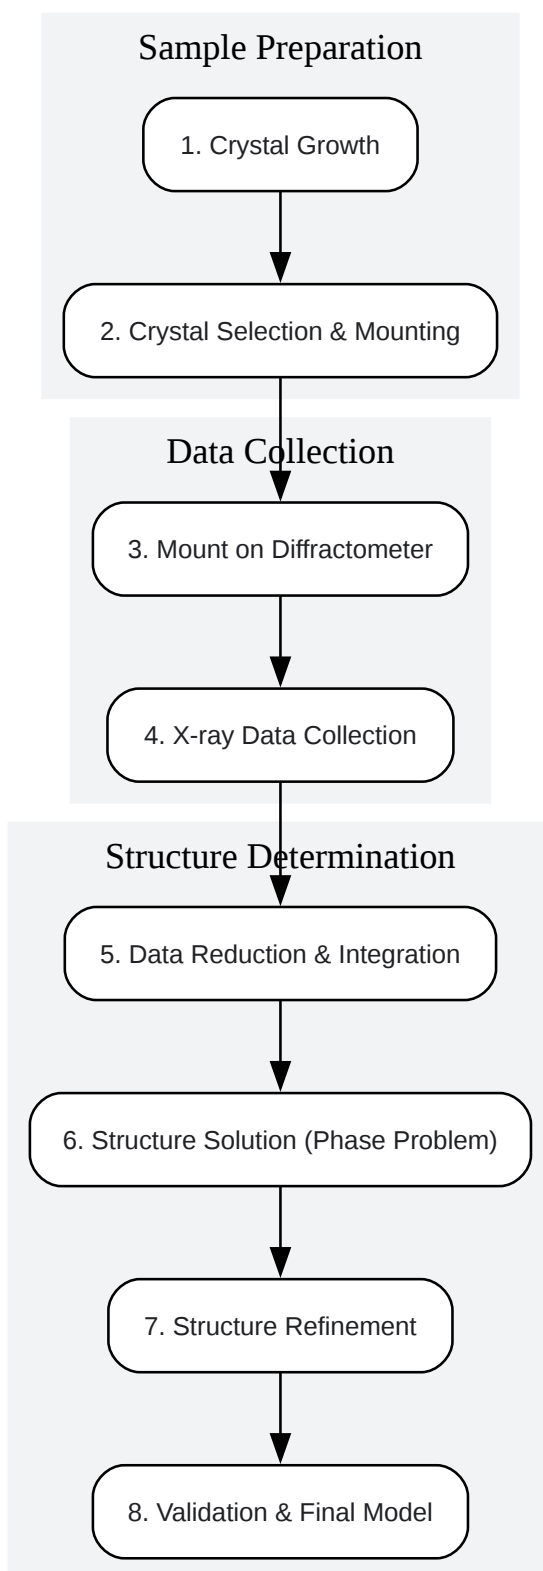 Sample Preparation
1. Crystal Growth
2. Crystal Selection & Mounting
Data Collection
3. Mount on Diffractometer
4. X-ray Data Collection
Structure Determination
5. Data Reduction & Integration
6. Structure Solution (Phase Problem)
7. Structure Refinement
8. Validation & Final Model